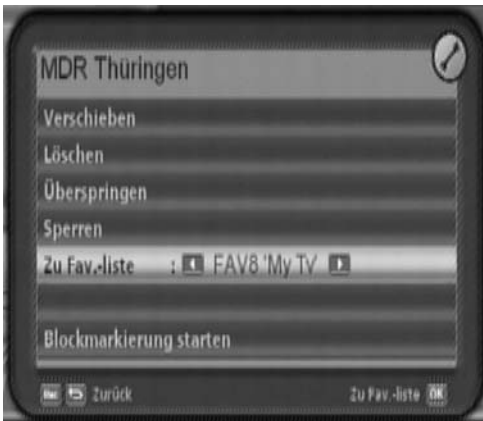 MDR Thüringen
Verschieben
Löschen
Überspringen
Sperren
Zu Fav.-liste : FAV8 'My TV'
Blockmarkierung starten
Zurück Zu Fav.-liste OK